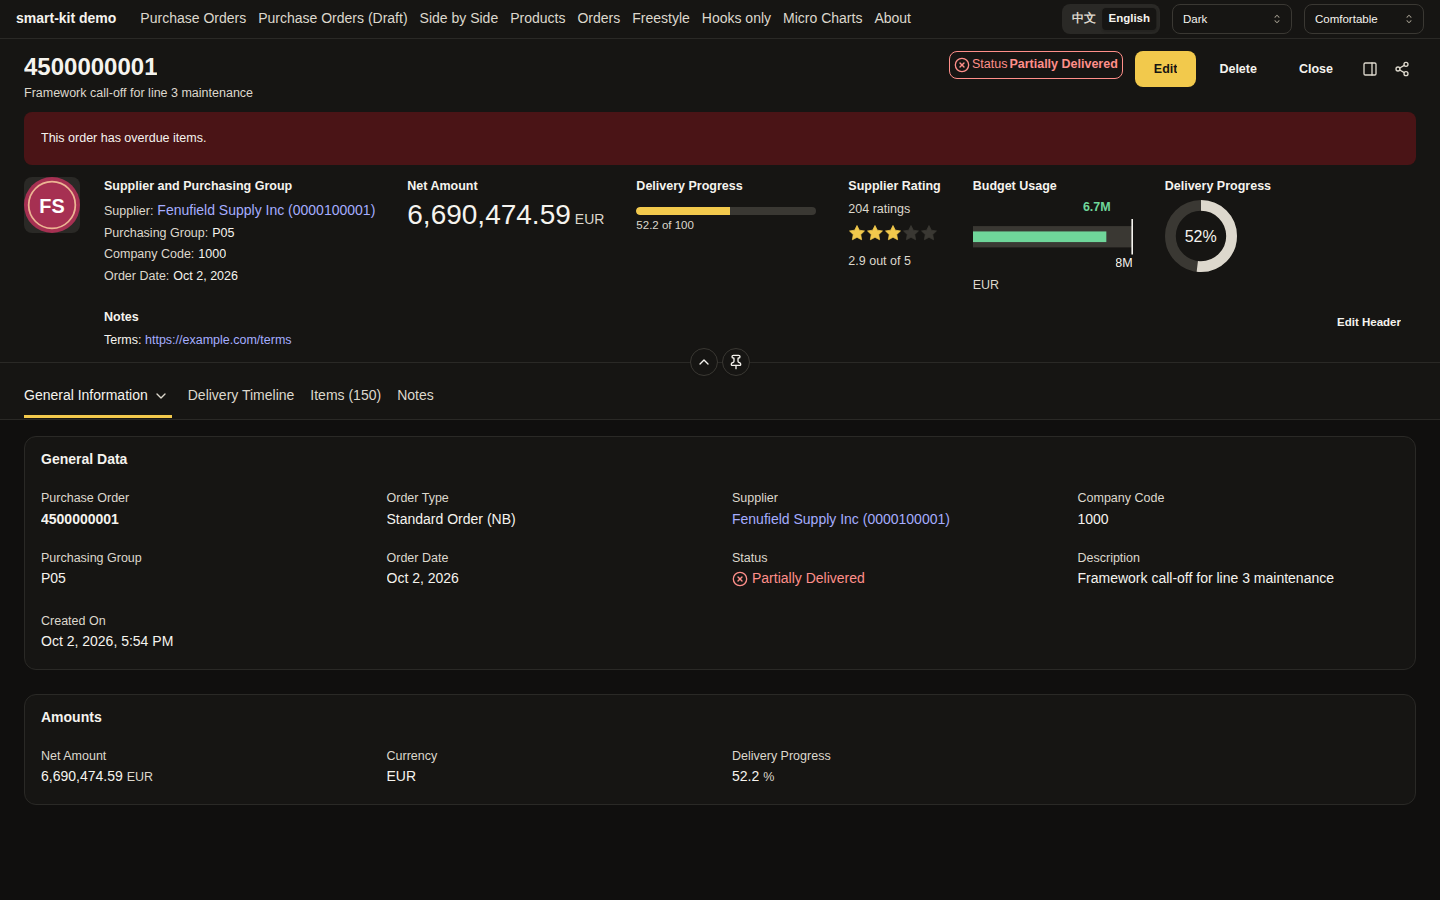 smart-kit demo Purchase Orders Purchase Orders (Draft) Side by Side Products Orders Freestyle Hooks only Micro Charts About 中文 English Dark Comfortable
4500000001
Framework call-off for line 3 maintenance
Status Partially Delivered Edit Delete Close
This order has overdue items.
FS
Supplier and Purchasing Group
Supplier: Fenufield Supply Inc (0000100001)
Purchasing Group: P05
Company Code: 1000
Order Date: Oct 2, 2026
Net Amount
6,690,474.59 EUR
Delivery Progress
52.2 of 100
Supplier Rating
204 ratings
2.9 out of 5
Budget Usage
6.7M
8M
EUR
Delivery Progress
52%
Notes
Terms: https://example.com/terms
Edit Header
General Information Delivery Timeline Items (150) Notes
General Data
Purchase Order Order Type Supplier Company Code
4500000001 Standard Order (NB) Fenufield Supply Inc (0000100001) 1000
Purchasing Group Order Date Status Description
P05 Oct 2, 2026 Partially Delivered Framework call-off for line 3 maintenance
Created On
Oct 2, 2026, 5:54 PM
Amounts
Net Amount Currency Delivery Progress
6,690,474.59 EUR EUR 52.2 %